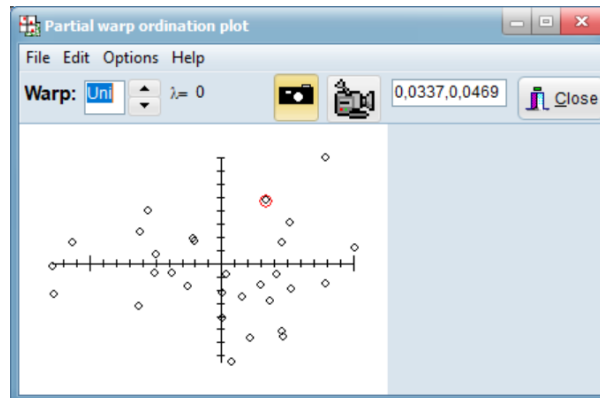 Partial warp ordination plot
File Edit Options Help
Warp: Uni λ= 0 0,0337,0,0469 Close